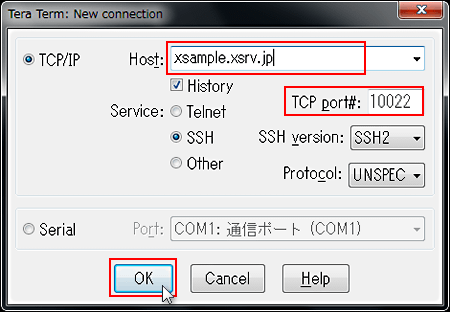 Tera Term: New connection
TCP/IP Host: xsample.xsrv.jp
History
Service: Telnet TCP port#: 10022
SSH SSH version: SSH2
Other Protocol: UNSPEC
Serial Port: COM1: 通信ポート (COM1)
OK Cancel Help